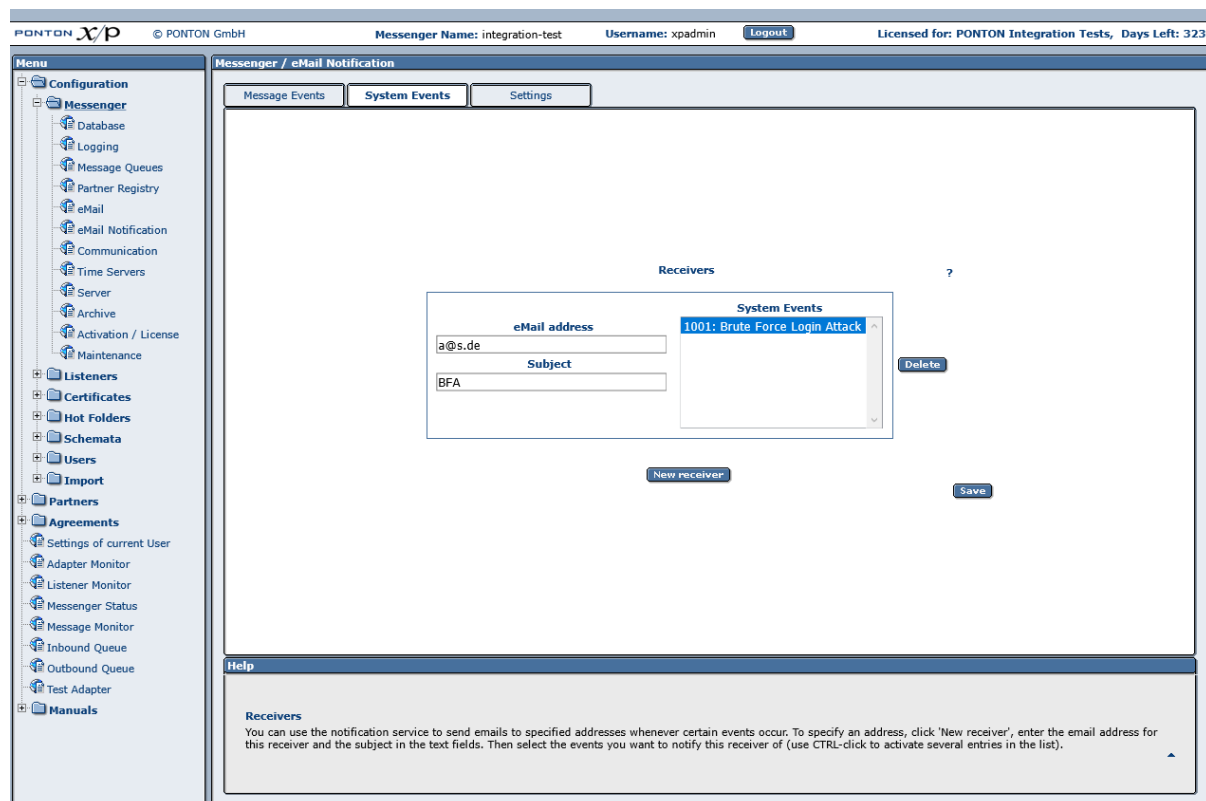 PONTON X/P © PONTON GmbH Messenger Name: integration-test Username: xpadmin Logout Licensed for: PONTON Integration Tests, Days Left: 323
Menu
Configuration
Messenger
Database
Logging
Message Queues
Partner Registry
eMail
eMail Notification
Communication
Time Servers
Server
Archive
Activation / License
Maintenance
Listeners
Certificates
Hot Folders
Schemata
Users
Import
Partners
Agreements
Settings of current User
Adapter Monitor
Listener Monitor
Messenger Status
Message Monitor
Inbound Queue
Outbound Queue
Test Adapter
Manuals
Messenger / eMail Notification
Message Events System Events Settings
Receivers ?
System Events
eMail address 1001: Brute Force Login Attack
a@s.de
Subject Delete
BFA
New receiver
Save
Help
Receivers
You can use the notification service to send emails to specified addresses whenever certain events occur. To specify an address, click 'New receiver', enter the email address for
this receiver and the subject in the text fields. Then select the events you want to notify this receiver of (use CTRL-click to activate several entries in the list).